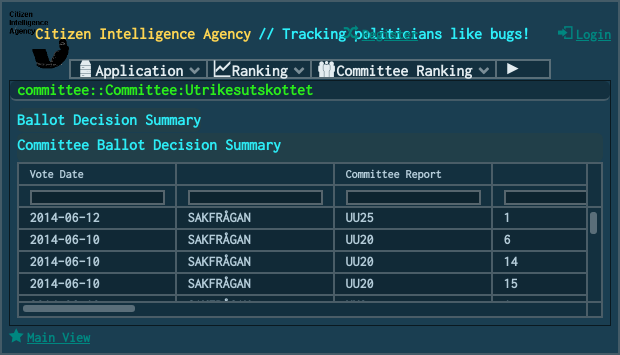 Citizen
Intelligence
Agency
Citizen Intelligence Agency // Tracking politicians like bugs!
Register
Login
Application
Ranking
Committee Ranking
committee::Committee:Utrikesutskottet
Ballot Decision Summary
Committee Ballot Decision Summary
Vote Date Committee Report
2014-06-12 SAKFRÅGAN UU25 1
2014-06-10 SAKFRÅGAN UU20 6
2014-06-10 SAKFRÅGAN UU20 14
2014-06-10 SAKFRÅGAN UU20 15
Main View